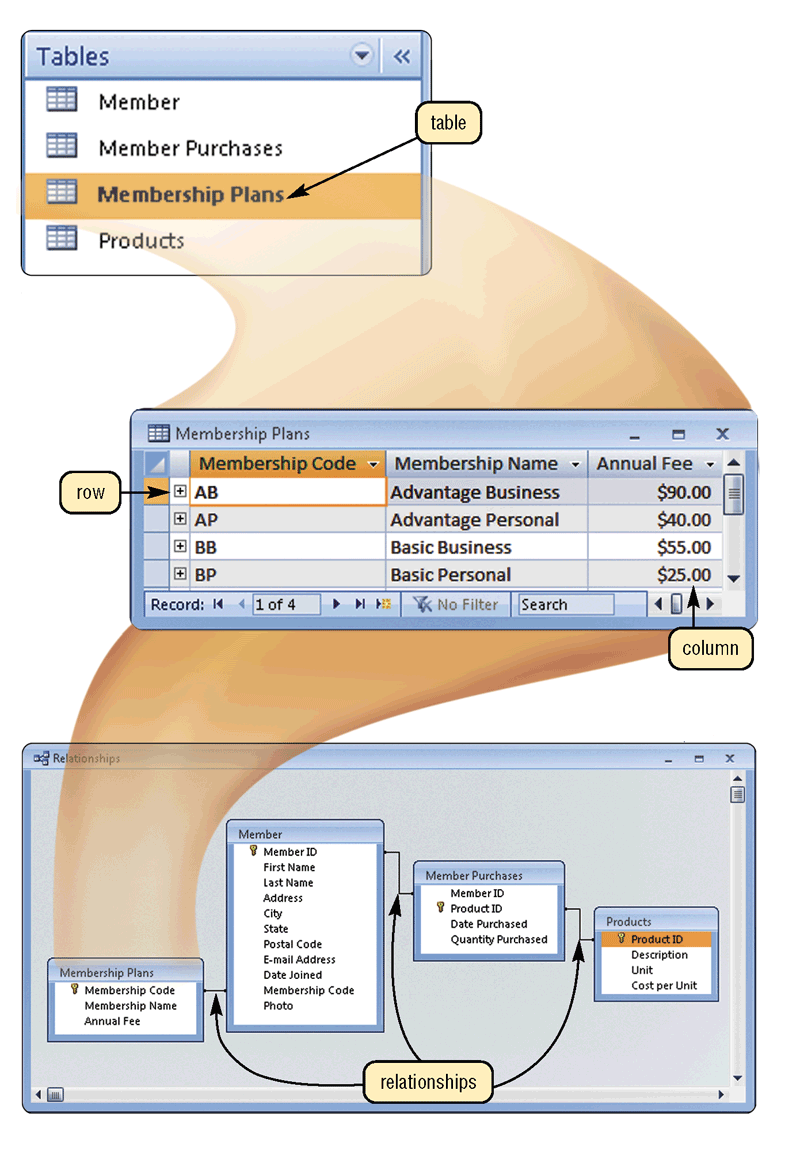 Tables
Member
table
Member Purchases
Membership Plans
Products
Membership Plans
Membership Code Membership Name Annual Fee
row
AB Advantage Business $90.00
AP Advantage Personal $40.00
BB Basic Business $55.00
BP Basic Personal $25.00
Record: 1 of 4 No Filter Search
column
Relationships
Member
Member ID
First Name
Last Name
Address
City
State
Postal Code
E-mail Address
Date Joined
Membership Code
Photo
Member Purchases
Member ID
Product ID
Date Purchased
Quantity Purchased
Products
Product ID
Description
Unit
Cost per Unit
Membership Plans
Membership Code
Membership Name
Annual Fee
relationships